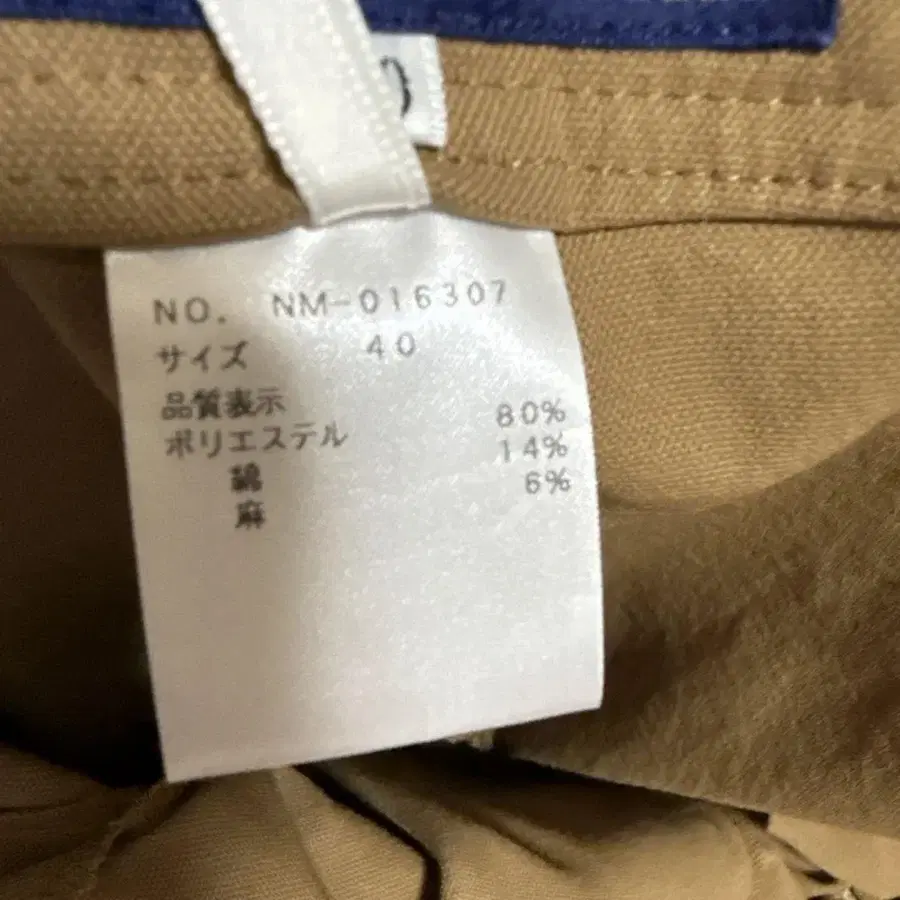 NO. NM-016307
サイズ 40
品質表示
ポリエステル 80%
綿 14%
麻 6%